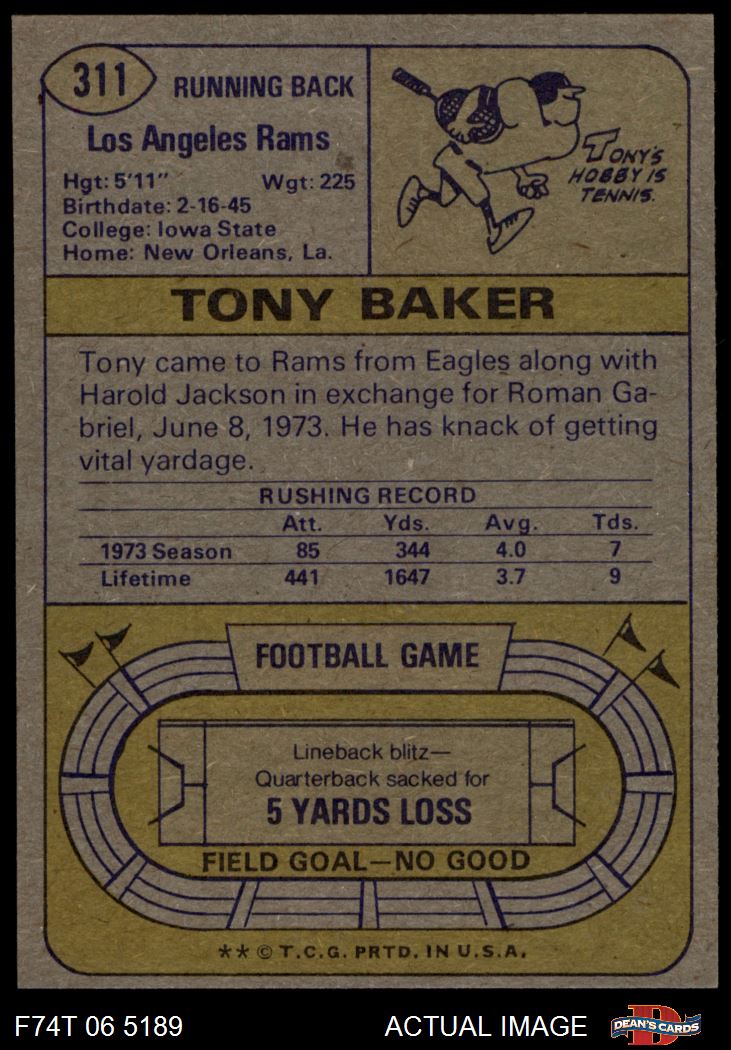 311
RUNNING BACK
Los Angeles Rams
Hgt: 5'11" Wgt: 225
Birthdate: 2-16-45
College: Iowa State
Home: New Orleans, La.
TONY'S
HOBBY IS
TENNIS.
TONY BAKER
Tony came to Rams from Eagles along with
Harold Jackson in exchange for Roman Ga-
briel, June 8, 1973. He has knack of getting
vital yardage.
RUSHING RECORD
Att. Yds. Avg. Tds.
1973 Season 85 344 4.0 7
Lifetime 441 1647 3.7 9
FOOTBALL GAME
Lineback blitz—
Quarterback sacked for
5 YARDS LOSS
FIELD GOAL—NO GOOD
** © T.C.G. PRTD. IN U.S.A.
F74T 06 5189
ACTUAL IMAGE
D
DEAN'S CARDS